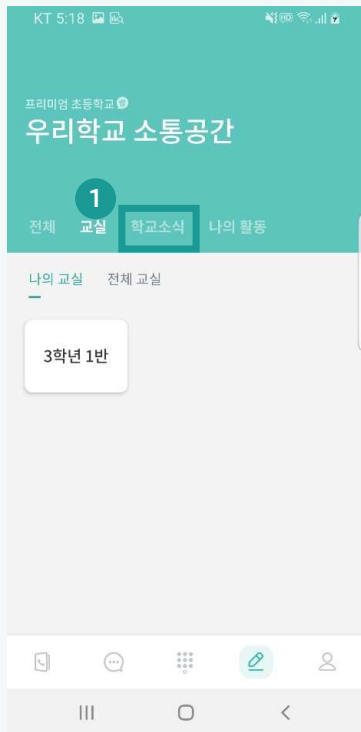 KT 5:18
프리미엄 초등학교
우리학교 소통공간
1
전체 교실 학교소식 나의 활동
나의 교실 전체 교실
3학년 1반